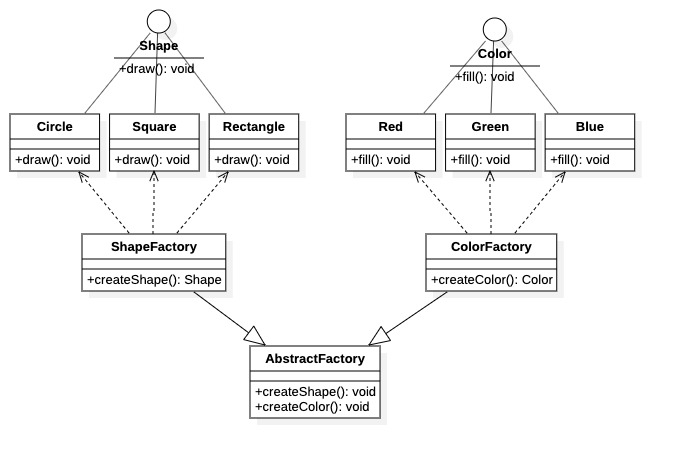 Shape
+draw(): void
Color
+fill(): void
Circle
+draw(): void
Square
+draw(): void
Rectangle
+draw(): void
Red
+fill(): void
Green
+fill(): void
Blue
+fill(): void
ShapeFactory
+createShape(): Shape
ColorFactory
+createColor(): Color
AbstractFactory
+createShape(): void
+createColor(): void